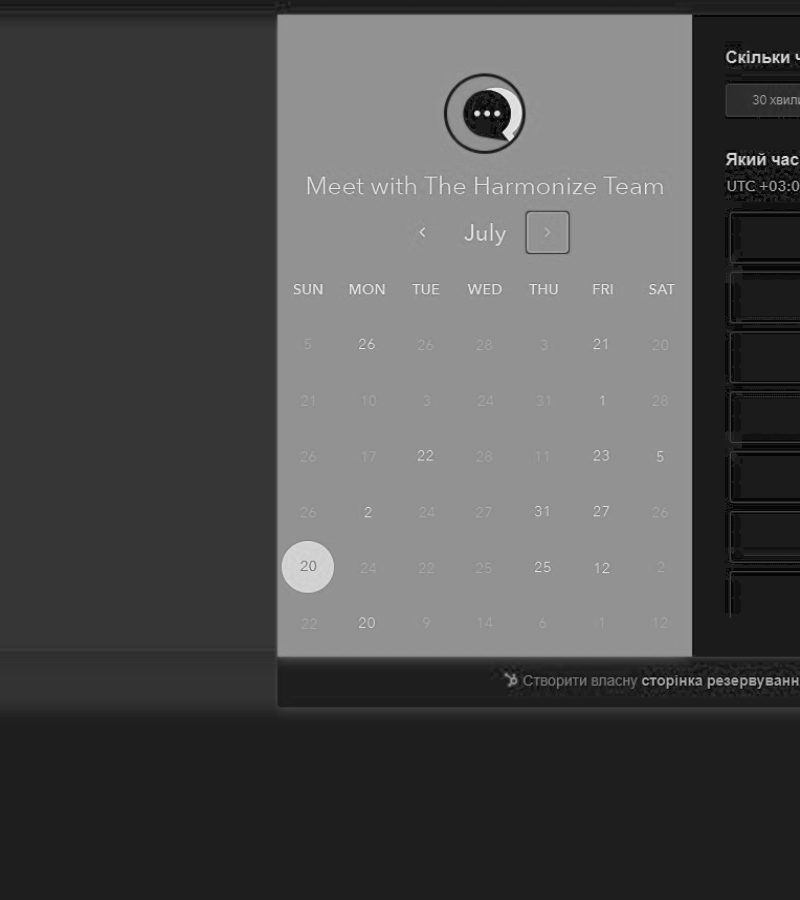 Meet with The Harmonize Team
July
SUN MON TUE WED THU FRI SAT
5 26 26 28 3 21 20
21 10 3 24 31 1 28
26 17 22 28 11 23 5
26 2 24 27 31 27 26
20 24 22 25 25 12 2
22 20 9 14 6 1 12
Скільки
30
Який час
UTC +03:0
Створити власну сторінка